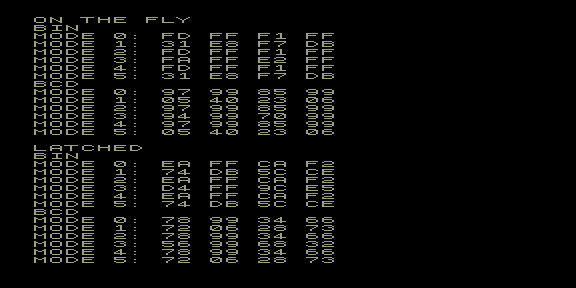 ON THE FLY
BIN
MODE 0: FD FF F1 FF
MODE 1: 31 E8 F7 DB
MODE 2: FD FF F1 FF
MODE 3: FA FF E2 FF
MODE 4: FD FF F1 FF
MODE 5: 31 E8 F7 DB
BCD
MODE 0: 97 99 85 99
MODE 1: 05 40 23 06
MODE 2: 97 99 85 99
MODE 3: 94 99 70 99
MODE 4: 97 99 85 99
MODE 5: 05 40 23 06
LATCHED
BIN
MODE 0: EA FF CA F2
MODE 1: 74 DB 5C CE
MODE 2: EA FF CA F2
MODE 3: D4 FF 9C E5
MODE 4: EA FF CA F2
MODE 5: 74 DB 5C CE
BCD
MODE 0: 78 99 34 66
MODE 1: 72 06 28 73
MODE 2: 78 99 34 66
MODE 3: 56 99 68 32
MODE 4: 78 99 34 66
MODE 5: 72 06 28 73